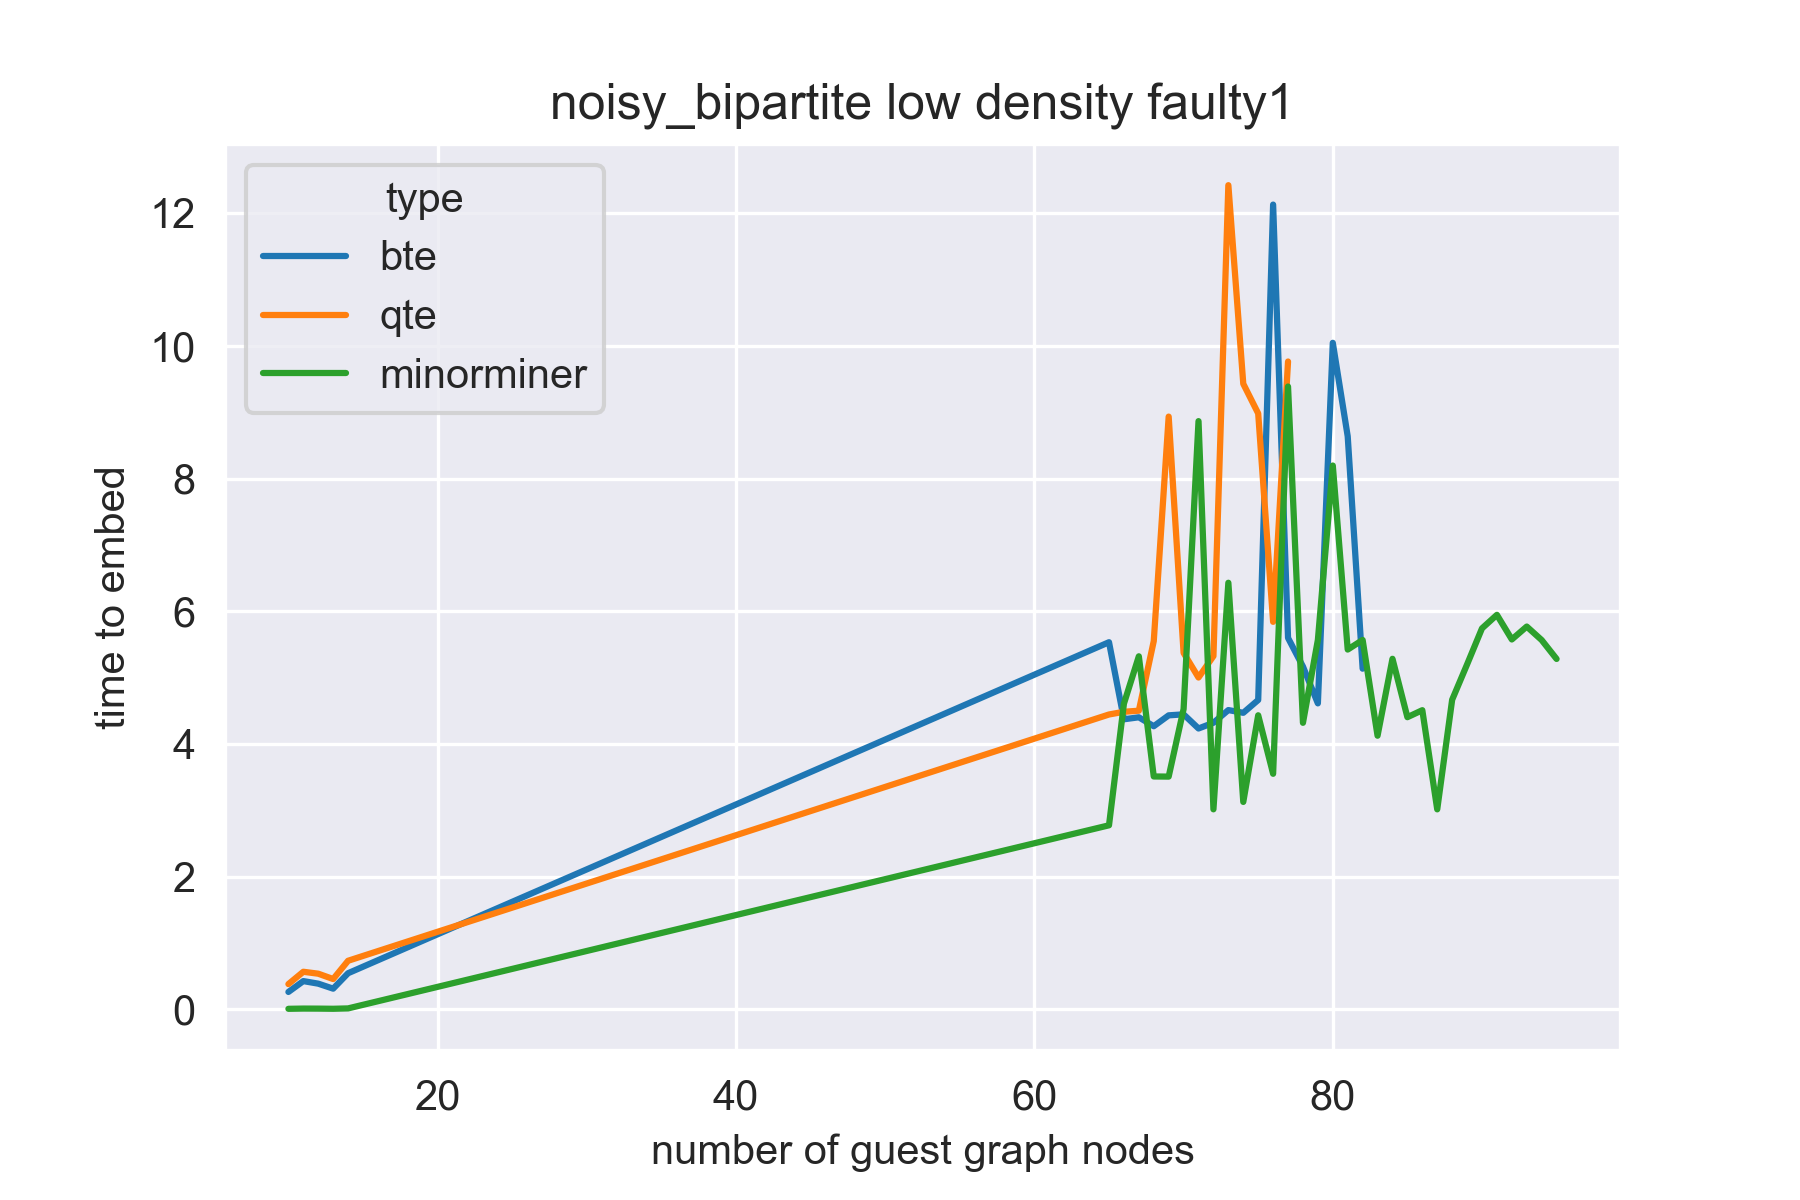 noisy_bipartite low density faulty1
type
bte
qte
minorminer
12
10
8
6
4
2
0
time to embed
20 40 60 80
number of guest graph nodes